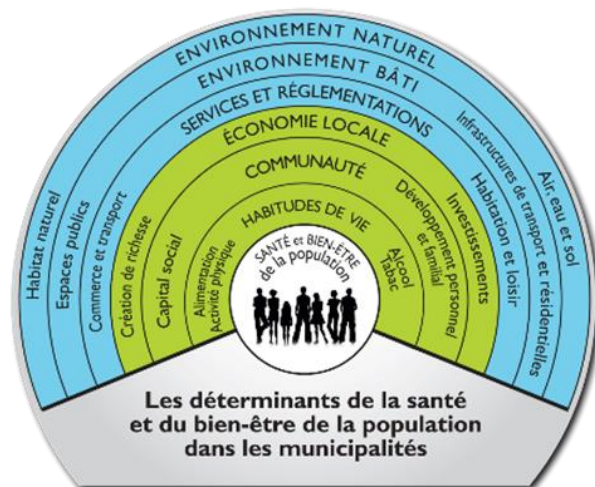 ENVIRONNEMENT NATUREL
Habitat naturel
Air, eau et sol
ENVIRONNEMENT BÂTI
Espaces publics
Infrastructures de transport et résidentielles
SERVICES ET RÉGLEMENTATIONS
Commerce et transport
Habitation et loisir
ÉCONOMIE LOCALE
Création de richesse
Investissements
COMMUNAUTÉ
Capital social
Développement personnel
et familial
HABITUDES DE VIE
Alimentation
Activité physique
Alcool
Tabac
SANTÉ et BIEN-ÊTRE
de la population
Les déterminants de la santé
et du bien-être de la population
dans les municipalités